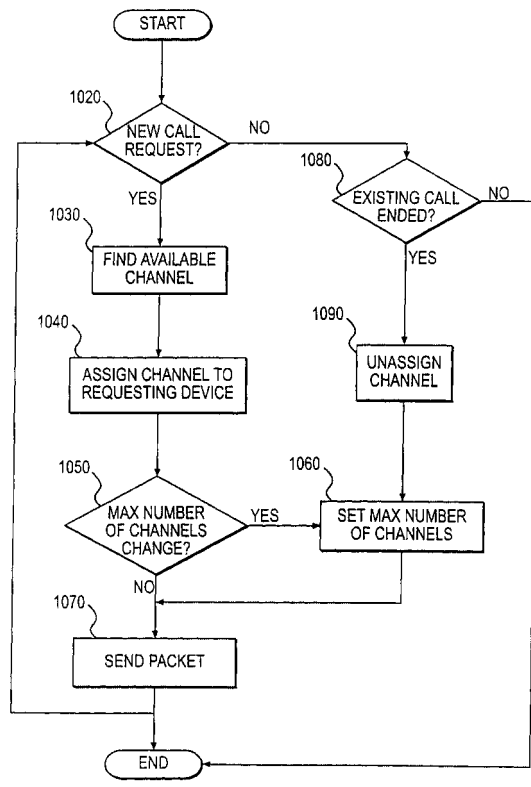 START
1020
NEW CALL
REQUEST?
NO
YES
1080
EXISTING CALL
ENDED?
NO
YES
1030
FIND AVAILABLE
CHANNEL
1040
ASSIGN CHANNEL TO
REQUESTING DEVICE
1090
UNASSIGN
CHANNEL
1050
MAX NUMBER
OF CHANNELS
CHANGE?
YES
NO
1060
SET MAX NUMBER
OF CHANNELS
1070
SEND PACKET
END